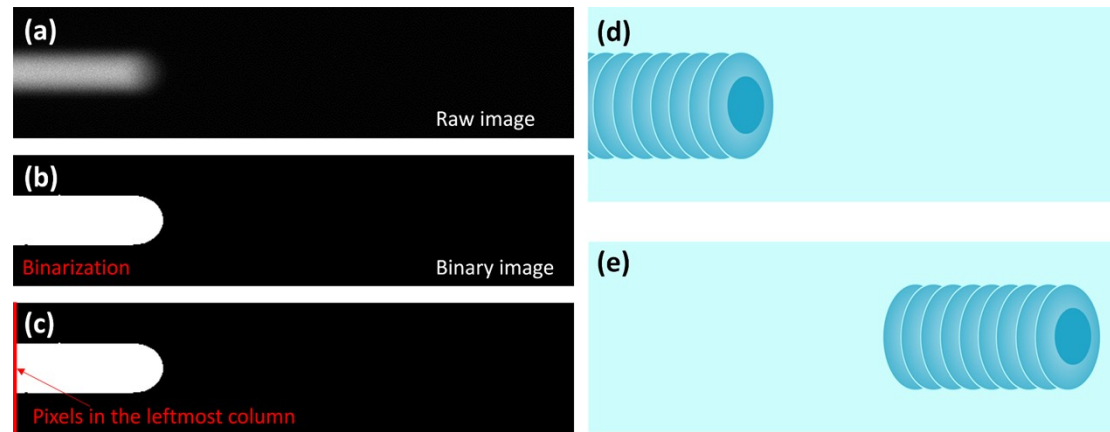 (a)
Raw image
(b)
Binarization
Binary image
(c)
Pixels in the leftmost column
(d)
(e)